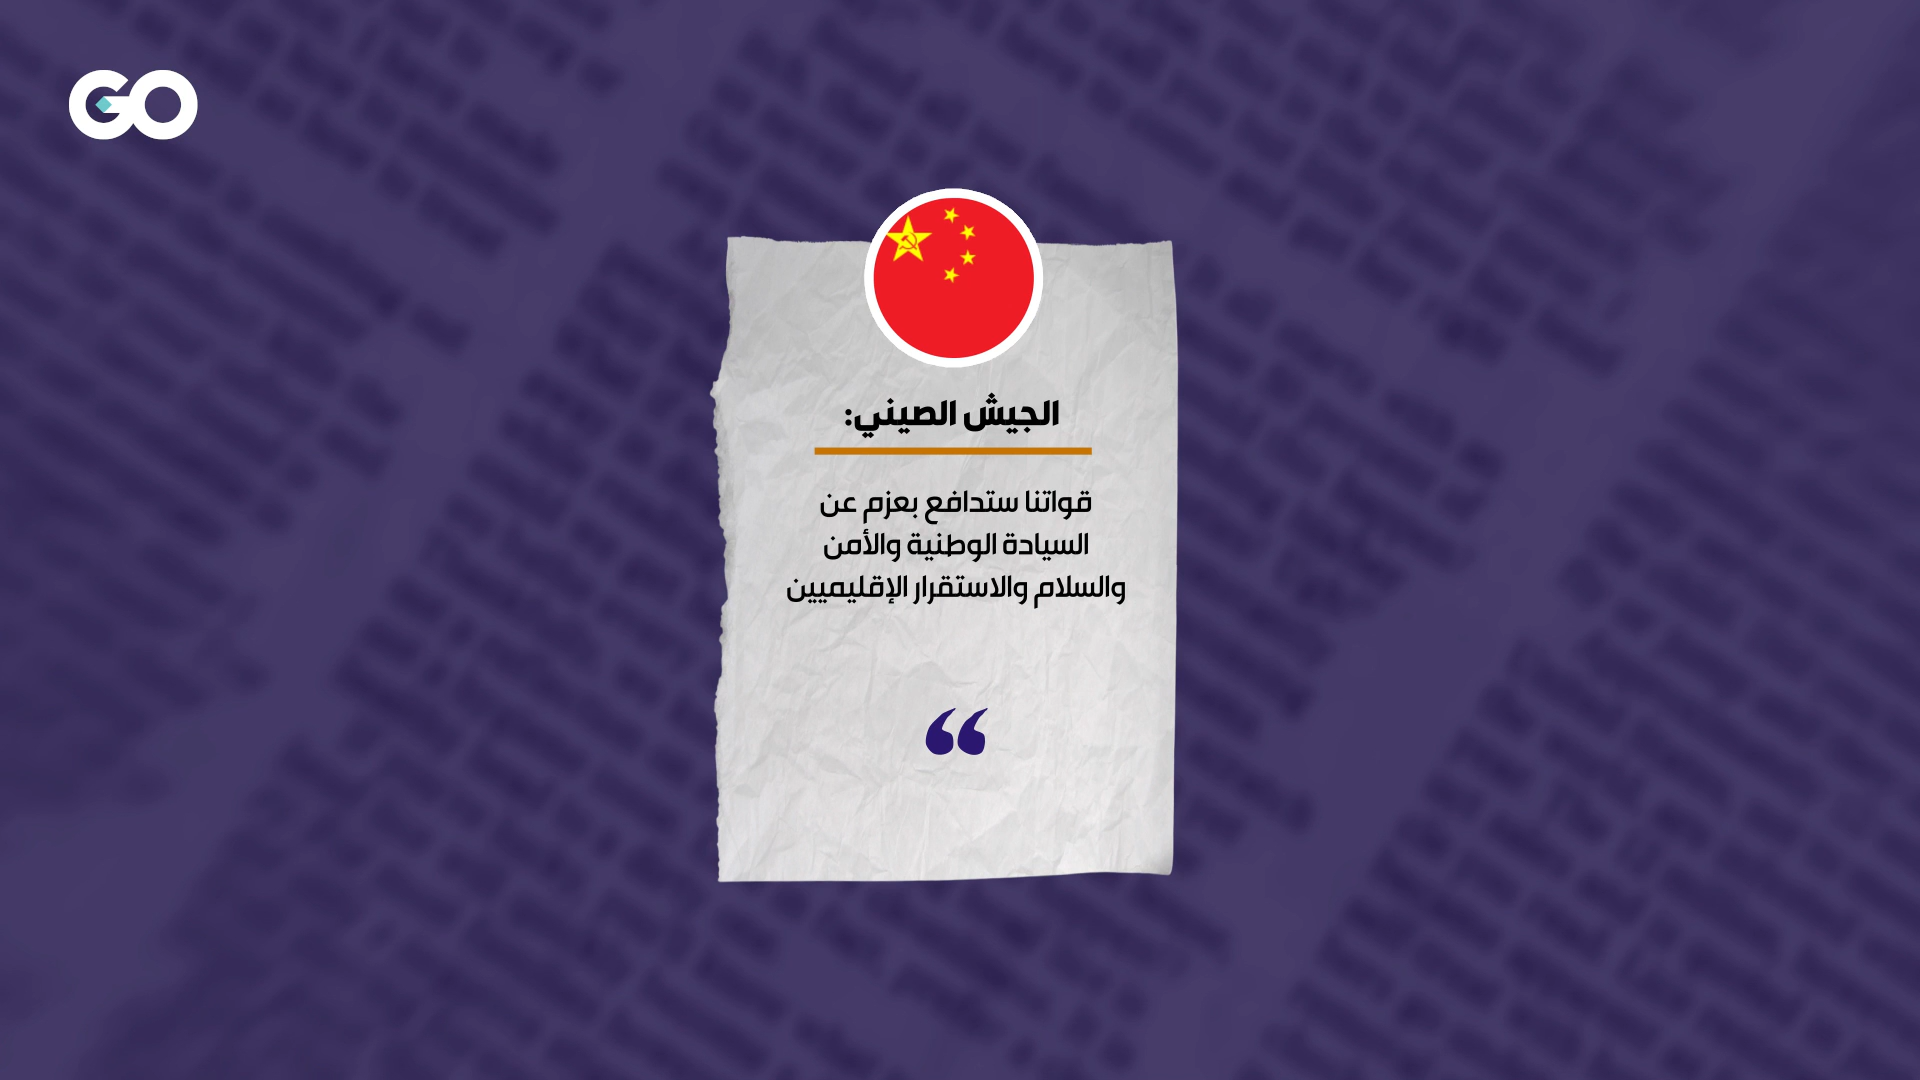 GO
الجيش الصيني:
قواتنا ستدافع بعزم عن
السيادة الوطنية والأمن
والسلام والاستقرار الإقليميين
“